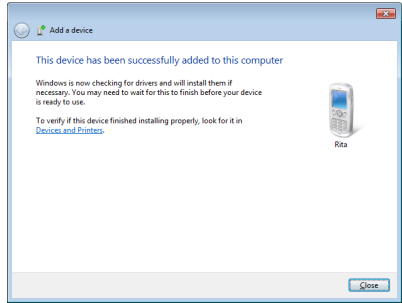 Add a device
This device has been successfully added to this computer
Windows is now checking for drivers and will install them if
necessary. You may need to wait for this to finish before your device
is ready to use.
To verify if this device finished installing properly, look for it in
Devices and Printers.
Rita
Close